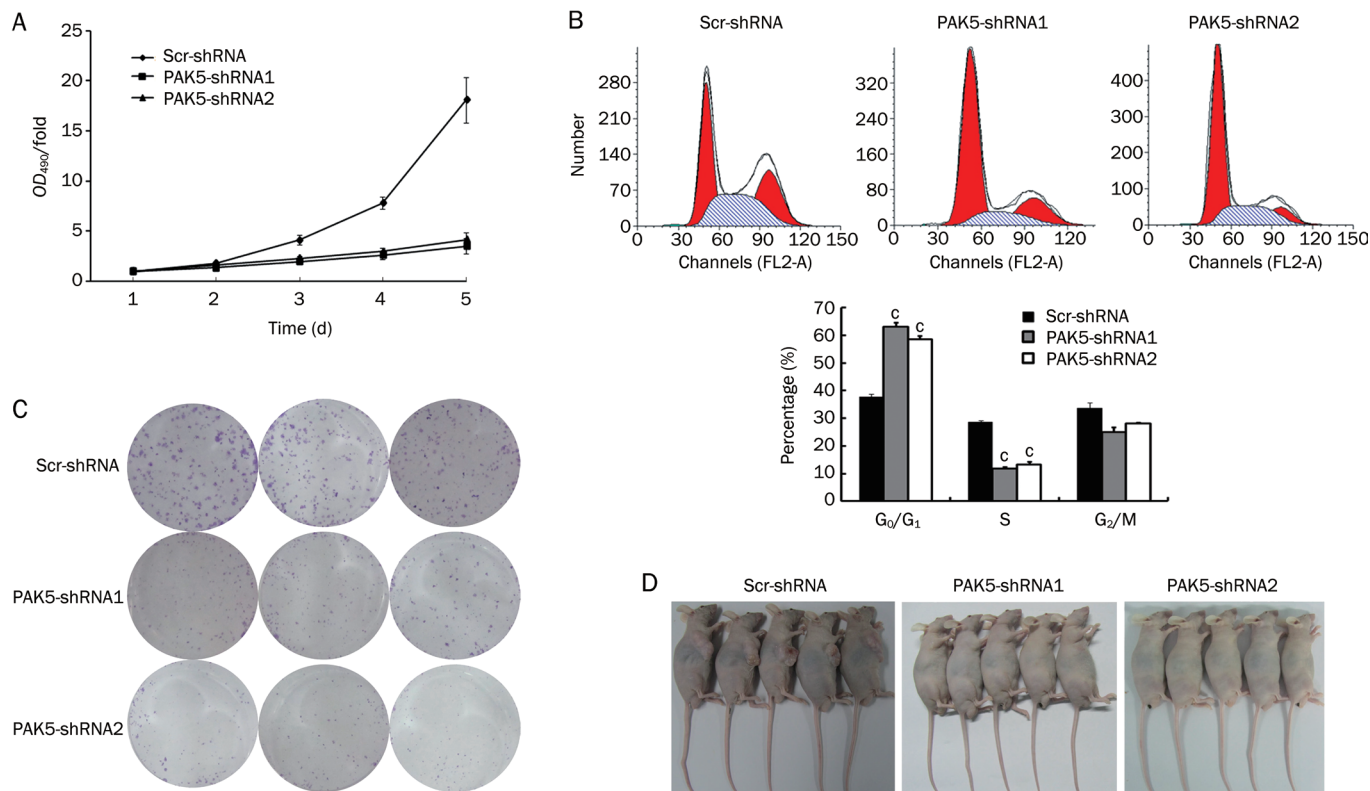 A
25
20
15
10
5
0
OD490/fold
Scr-shRNA
PAK5-shRNA1
PAK5-shRNA2
1 2 3 4 5
Time (d)
B
Scr-shRNA PAK5-shRNA1 PAK5-shRNA2
Number
280
210
140
70
0
0 30 60 90 120 150
Channels (FL2-A)
320
240
160
80
0
0 30 60 90 120
Channels (FL2-A)
400
300
200
100
0
0 30 60 90 120 150
Channels (FL2-A)
70
60
50
40
30
20
10
0
Percentage (%)
c c
c c
Scr-shRNA
PAK5-shRNA1
PAK5-shRNA2
G0/G1 S G2/M
C
Scr-shRNA
PAK5-shRNA1
PAK5-shRNA2
D
Scr-shRNA PAK5-shRNA1 PAK5-shRNA2